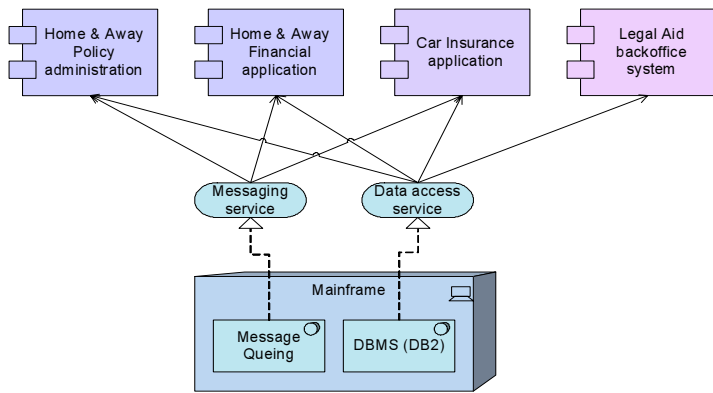 Home & Away
Policy
administration
Home & Away
Financial
application
Car Insurance
application
Legal Aid
backoffice
system
Messaging
service
Data access
service
Mainframe
Message
Queing
DBMS (DB2)